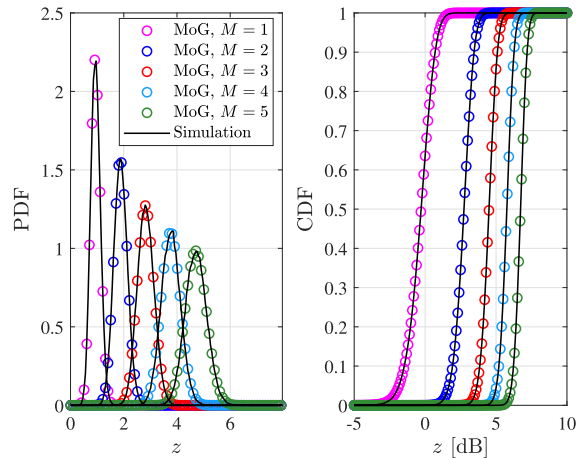 PDF
2.5
2
1.5
1
0.5
0
0
2
4
6
z
MoG, M = 1
MoG, M = 2
MoG, M = 3
MoG, M = 4
MoG, M = 5
Simulation
CDF
1
0.9
0.8
0.7
0.6
0.5
0.4
0.3
0.2
0.1
0
-5
0
5
10
z [dB]